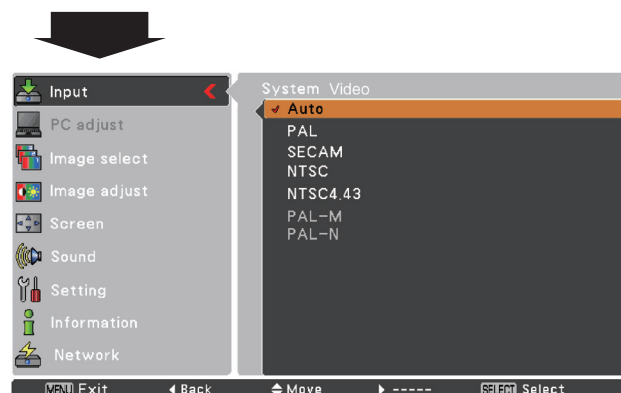 Input
PC adjust
Image select
Image adjust
Screen
Sound
Setting
Information
Network
System Video
Auto
PAL
SECAM
NTSC
NTSC4.43
PAL-M
PAL-N
MENU Exit Back Move ----- SELECT Select